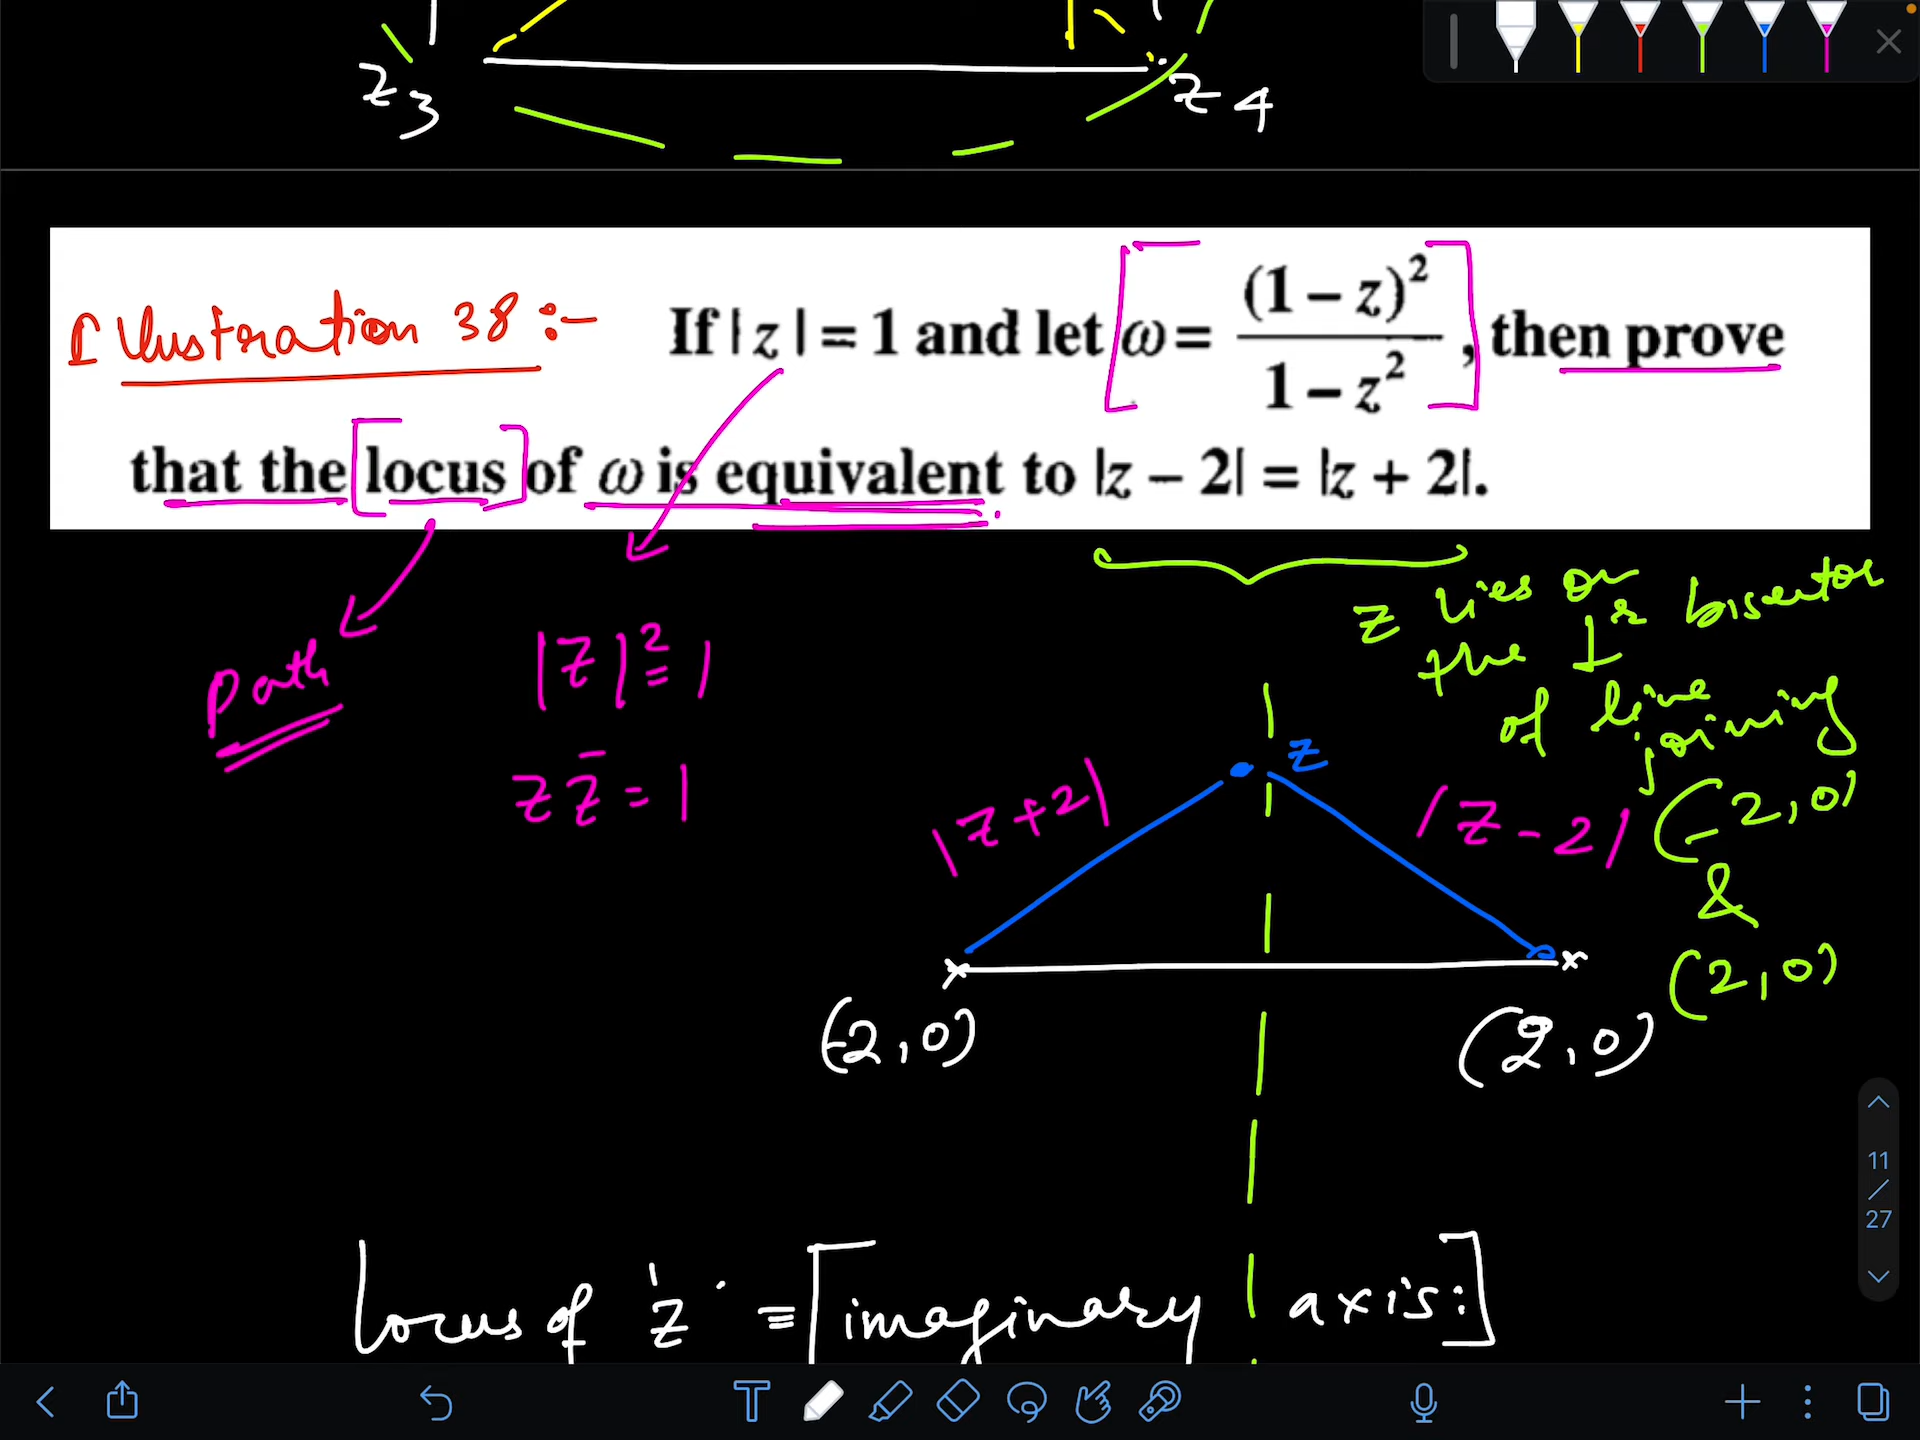 z3 z4
Illustration 38 :- If |z| = 1 and let ω = (1 – z)² / 1 – z² , then prove
that the locus of ω is equivalent to |z – 2| = |z + 2|.
Path
|z|² = 1
z z̄ = 1
z lies on
the ⊥r bisector
of line
joining
(-2,0)
&
(2,0)
z
|z+2|
|z-2|
(-2,0)
(2,0)
locus of 'z' ≡ [imaginary axis:]
11
/
27
T